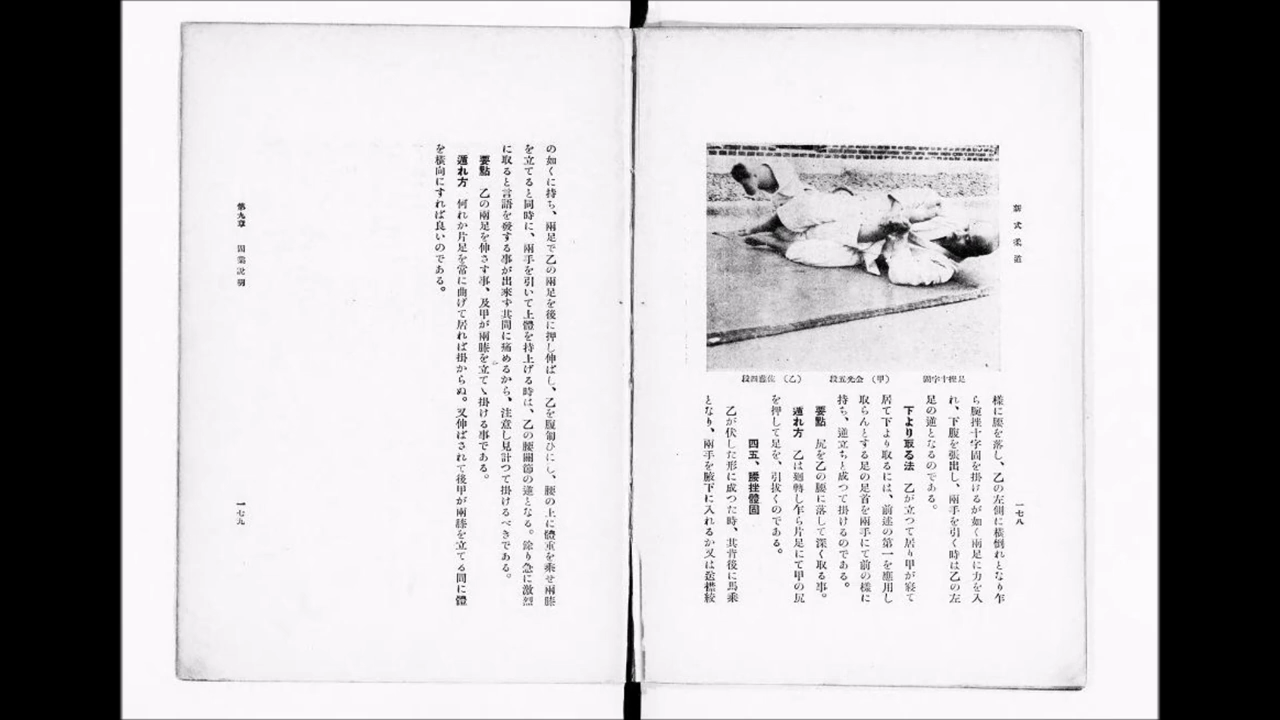 新式柔道
一七八
足挫十字固
(甲) 金光五段
(乙) 佐藤四段
樣に腰を落し、乙の左側に横倒れとなり乍
ら腕挫十字固を掛けるが如く兩足に力を入
れ、下腹を張出し、兩手を引く時は乙の左
足の逆となるのである。
下より取る法 乙が立つて居り甲が寢て
居て下より取るには、前述の第一を應用し
取らんとする足の足首を兩手にて前の樣に
持ち、逆立ちと成つて掛けるのである。
要點 尻を乙の腰に落して深く取る事。
遁れ方 乙は廻轉し乍ら片足にて甲の尻
を押して足を、引拔くのである。
四五、腰挫體固
乙が伏した形に成つた時、其背後に馬乘
となり、兩手を腋下に入れるか又は送襟絞
の如くに持ち、兩足で乙の兩足を後に押し伸ばし、乙を腹匍ひにし、腰の上に體重を乘せ兩膝
を立てると同時に、兩手を引いて上體を持上げる時は、乙の腰關節の逆となる。餘り急に激烈
に取ると言語を發する事が出來ず其間に痛めるから、注意し見計つて掛けるべきである。
要點 乙の兩足を伸さす事、及甲が兩膝を立てゝ掛ける事である。
遁れ方 何れか片足を常に曲げて居れば掛からぬ。又伸ばされて後甲が兩膝を立てる間に體
を橫向にすれば良いのである。
第九章 固業説明
一七九